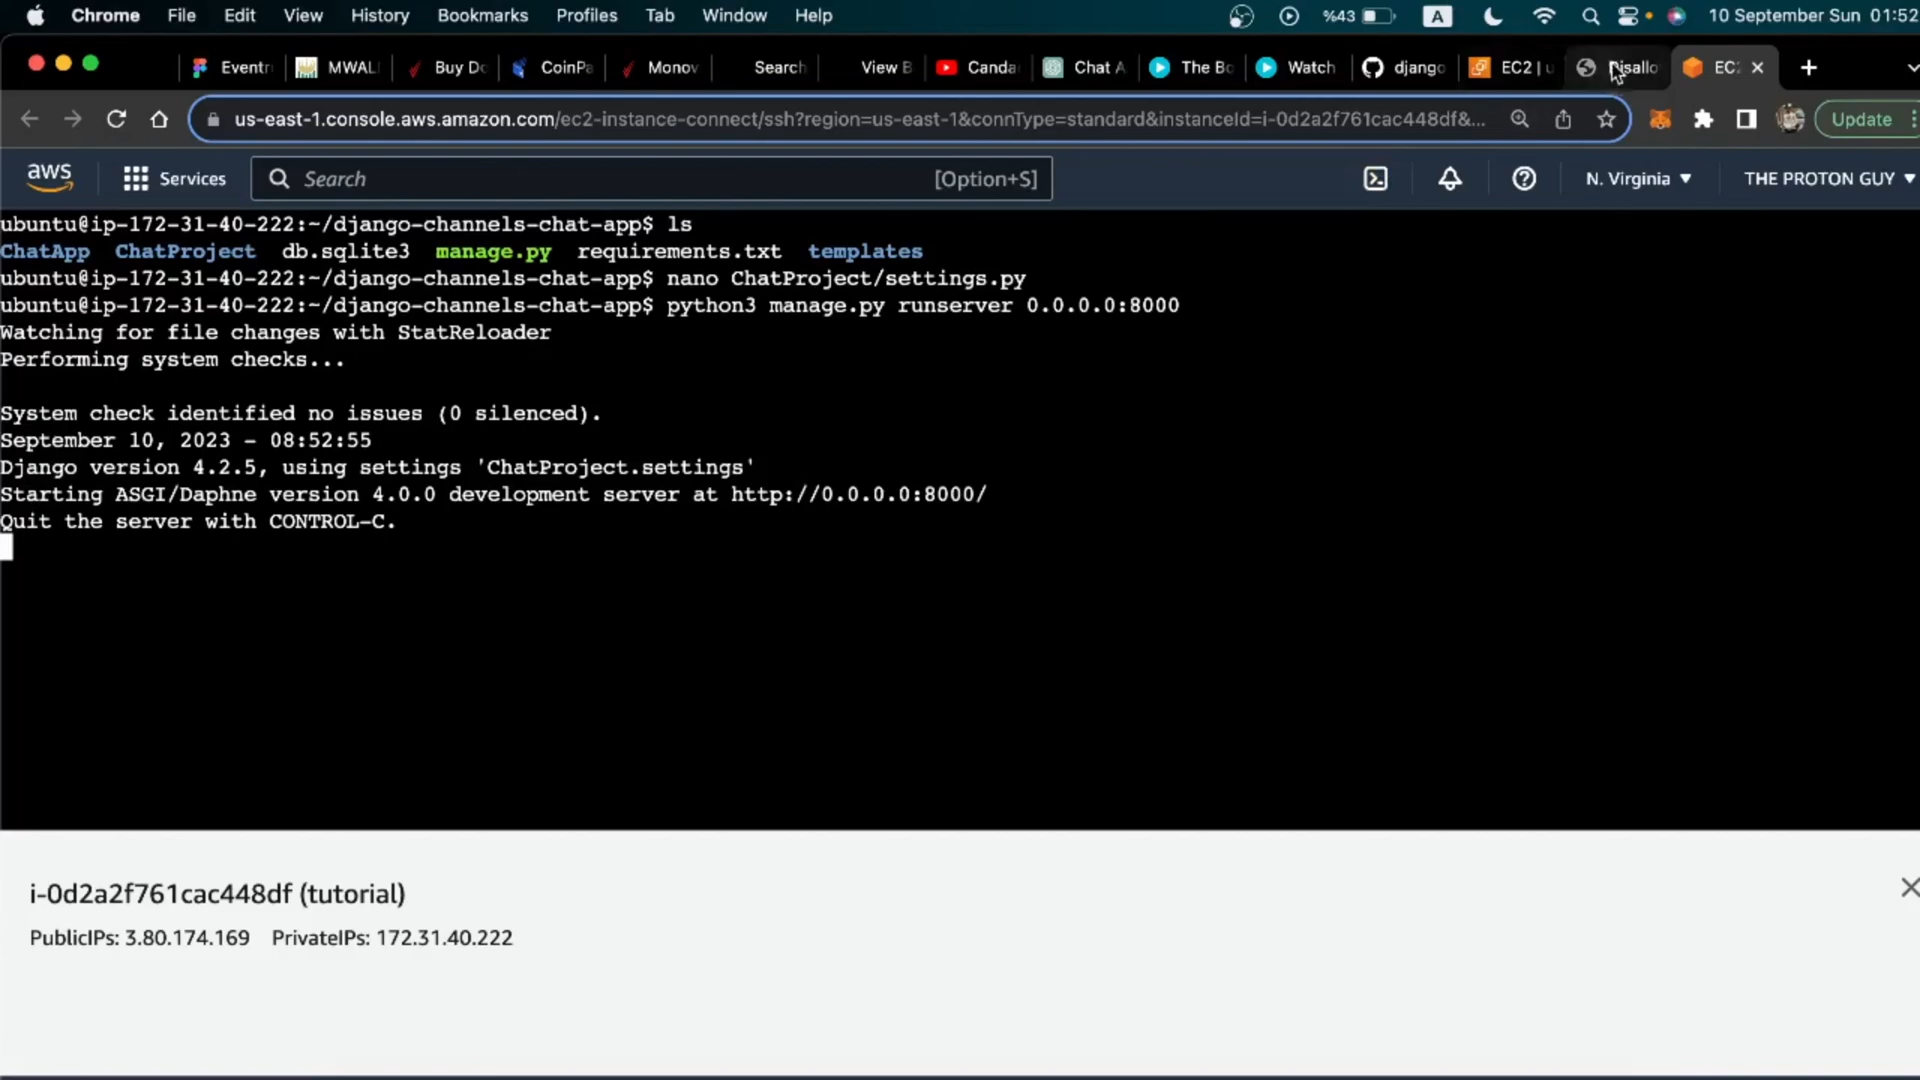 Chrome File Edit View History Bookmarks Profiles Tab Window Help %43 A 10 September Sun 01:52
Eventr MWALI Buy Do CoinPa Monov Search View B Canda Chat A The Bo Watch django EC2 | u Disallo EC2
us-east-1.console.aws.amazon.com/ec2-instance-connect/ssh?region=us-east-1&connType=standard&instanceId=i-0d2a2f761cac448df&... Update
aws Services Search [Option+S] N. Virginia THE PROTON GUY
ubuntu@ip-172-31-40-222:~/django-channels-chat-app$ ls
ChatApp ChatProject db.sqlite3 manage.py requirements.txt templates
ubuntu@ip-172-31-40-222:~/django-channels-chat-app$ nano ChatProject/settings.py
ubuntu@ip-172-31-40-222:~/django-channels-chat-app$ python3 manage.py runserver 0.0.0.0:8000
Watching for file changes with StatReloader
Performing system checks...
System check identified no issues (0 silenced).
September 10, 2023 - 08:52:55
Django version 4.2.5, using settings 'ChatProject.settings'
Starting ASGI/Daphne version 4.0.0 development server at http://0.0.0.0:8000/
Quit the server with CONTROL-C.
i-0d2a2f761cac448df (tutorial)
PublicIPs: 3.80.174.169 PrivateIPs: 172.31.40.222